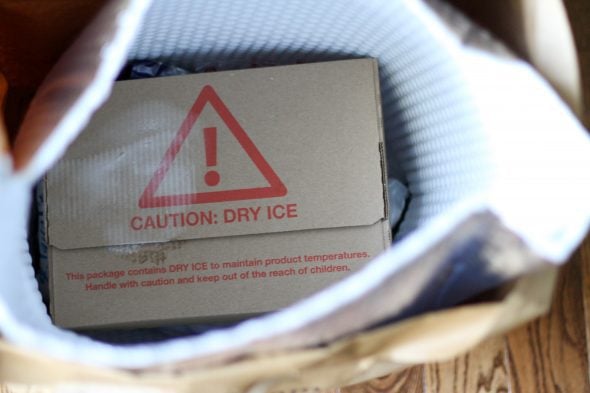 !
CAUTION: DRY ICE
This package contains DRY ICE to maintain product temperatures.
Handle with caution and keep out of the reach of children.